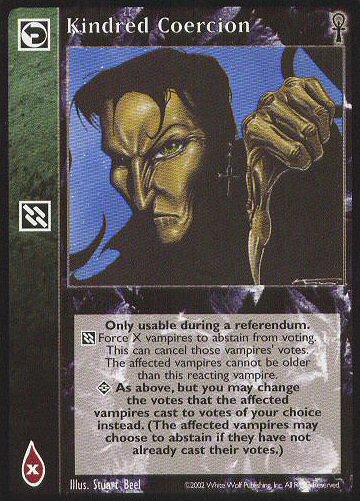 Kindred Coercion
Only usable during a referendum.
Force X vampires to abstain from voting.
This can cancel those vampires' votes.
The affected vampires cannot be older
than this reacting vampire.
As above, but you may change
the votes that the affected
vampires cast to votes of your choice
instead. (The affected vampires may
choose to abstain if they have not
already cast their votes.)
X
Illus. Stuart Beel
©2002 White Wolf Publishing, Inc. All Rights Reserved.